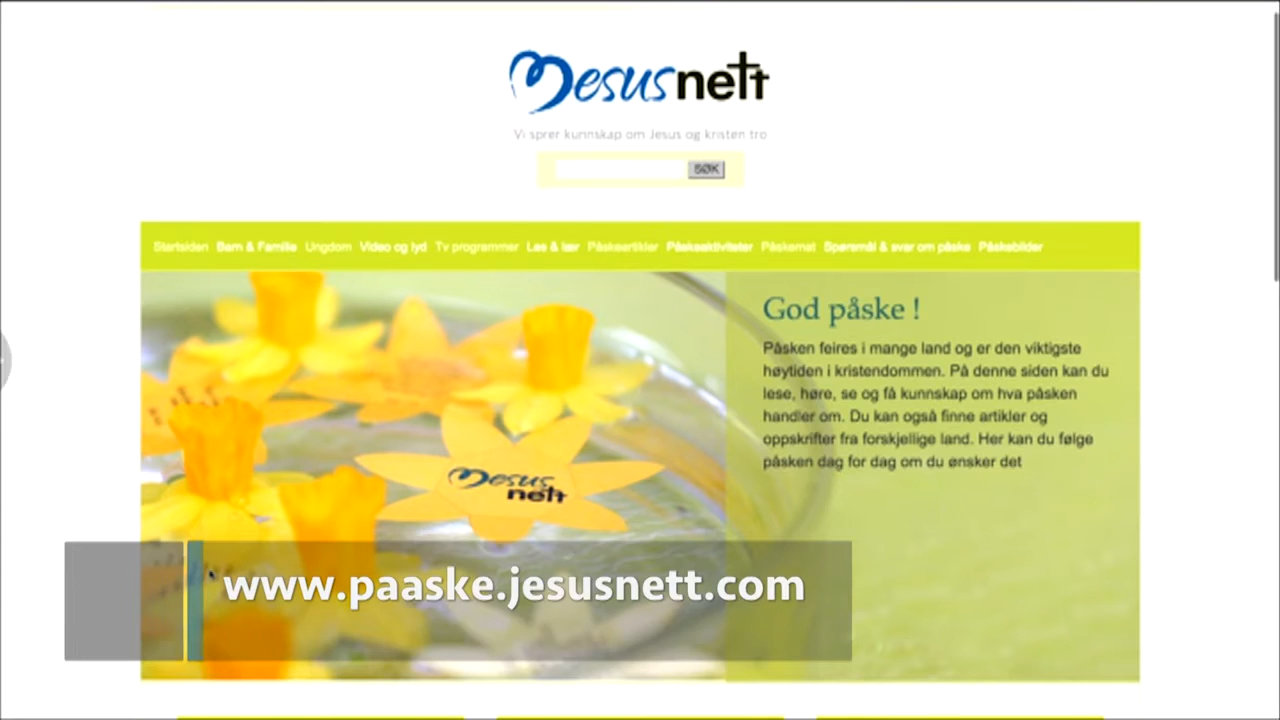 Jesusnett
Vi sprer kunnskap om Jesus og kristen tro
SØK
Startsiden Barn & Familie Ungdom Video og lyd Tv programmer Les & lær Påskeartikler Påskeaktiviteter Påskemat Spørsmål & svar om påske Påskebilder
God påske !
Påsken feires i mange land og er den viktigste
høytiden i kristendommen. På denne siden kan du
lese, høre, se og få kunnskap om hva påsken
handler om. Du kan også finne artikler og
oppskrifter fra forskjellige land. Her kan du følge
påsken dag for dag om du ønsker det
Jesus
nett
www.paaske.jesusnett.com